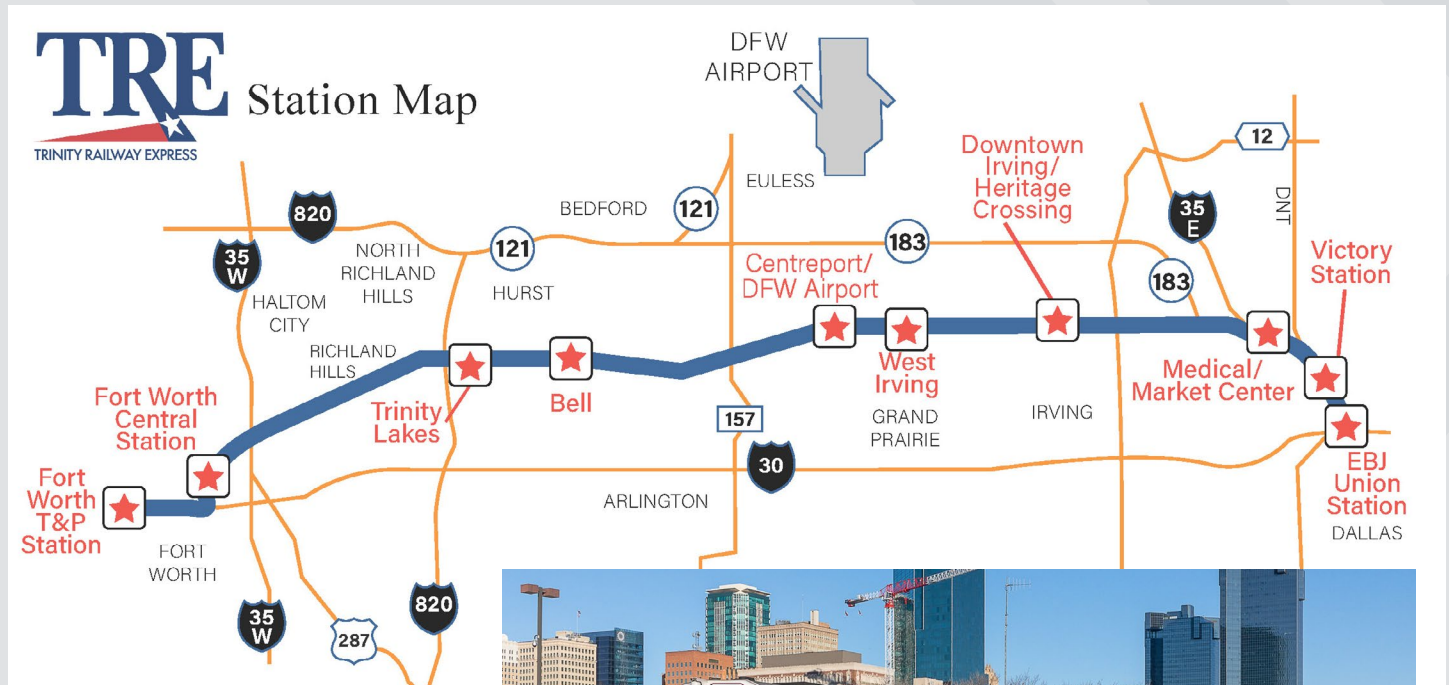 TRE
TRINITY RAILWAY EXPRESS
Station Map
DFW
AIRPORT
12
DNT
35
E
820
35
W
NORTH
RICHLAND
HILLS
121
BEDFORD
121
EULESS
183
183
HURST
HALTOM
CITY
RICHLAND
HILLS
Downtown
Irving/
Heritage
Crossing
Victory
Station
Centreport/
DFW Airport
West
Irving
Medical/
Market Center
Fort Worth
Central
Station
Trinity
Lakes
Bell
157
GRAND
PRAIRIE
IRVING
30
ARLINGTON
Fort
Worth
T&P
Station
FORT
WORTH
EBJ
Union
Station
DALLAS
35
W
287
820